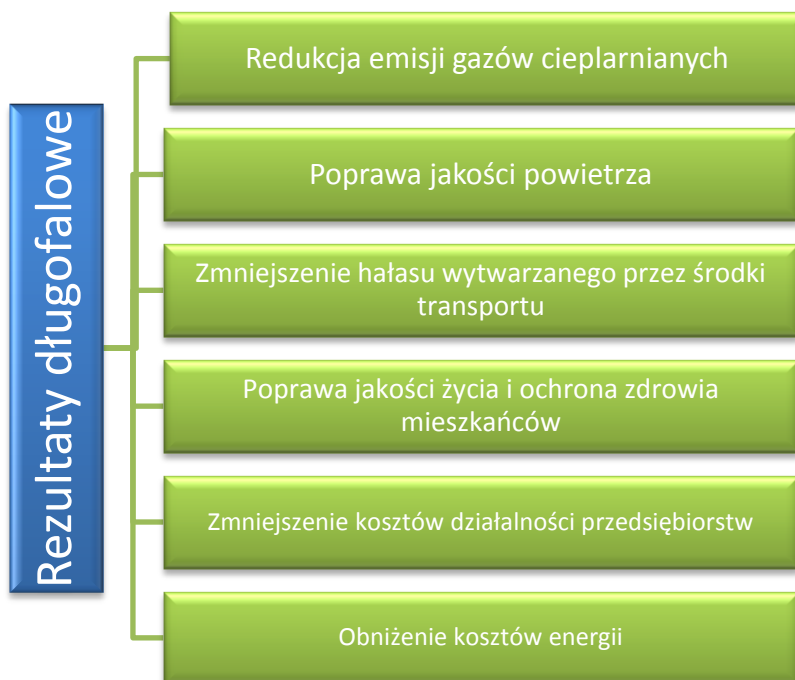 Rezultaty długofalowe
Redukcja emisji gazów cieplarnianych
Poprawa jakości powietrza
Zmniejszenie hałasu wytwarzanego przez środki
transportu
Poprawa jakości życia i ochrona zdrowia
mieszkańców
Zmniejszenie kosztów działalności przedsiębiorstw
Obniżenie kosztów energii